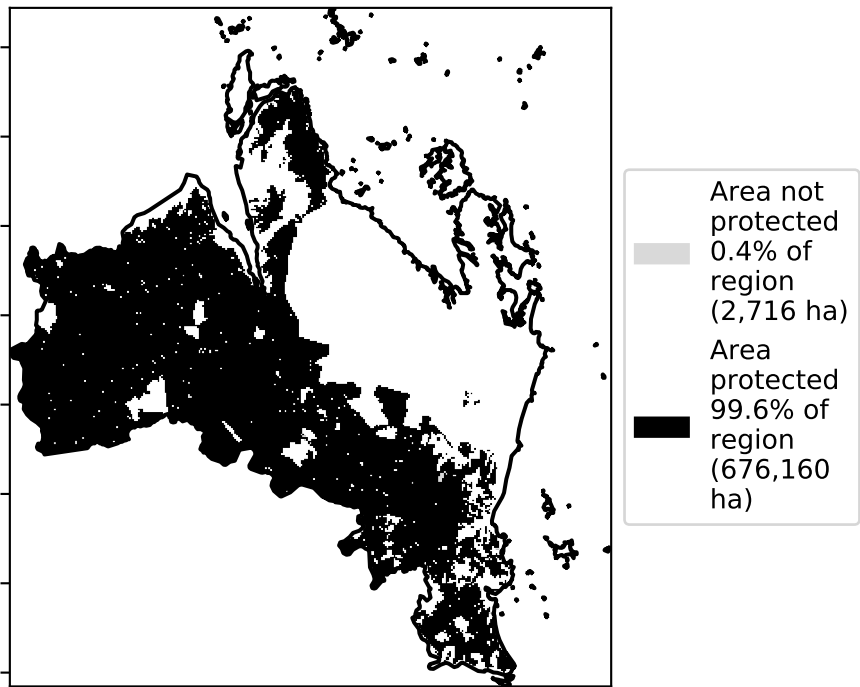 Area not
protected
0.4% of
region
(2,716 ha)
Area
protected
99.6% of
region
(676,160
ha)